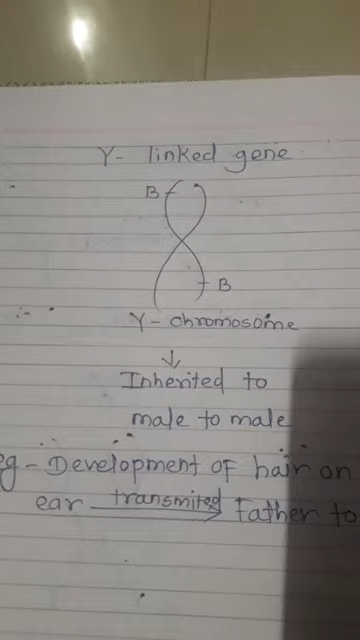 Y- linked gene
B
B
Y- chromosome
↓
Inherited to
male to male
eg - Development of hair on
ear transmited Father to